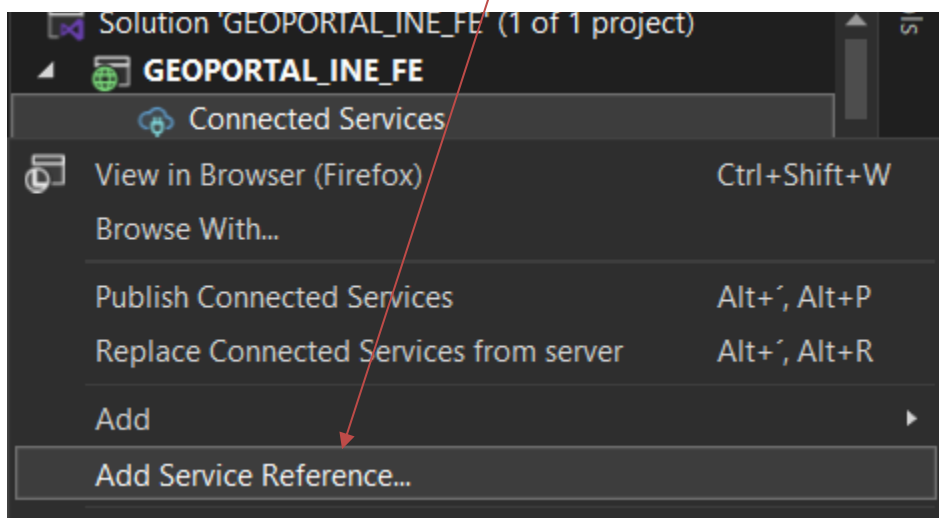 Solution 'GEOPORTAL_INE_FE' (1 of 1 project)
GEOPORTAL_INE_FE
Connected Services
View in Browser (Firefox) Ctrl+Shift+W
Browse With...
Publish Connected Services Alt+´, Alt+P
Replace Connected Services from server Alt+´, Alt+R
Add
Add Service Reference...